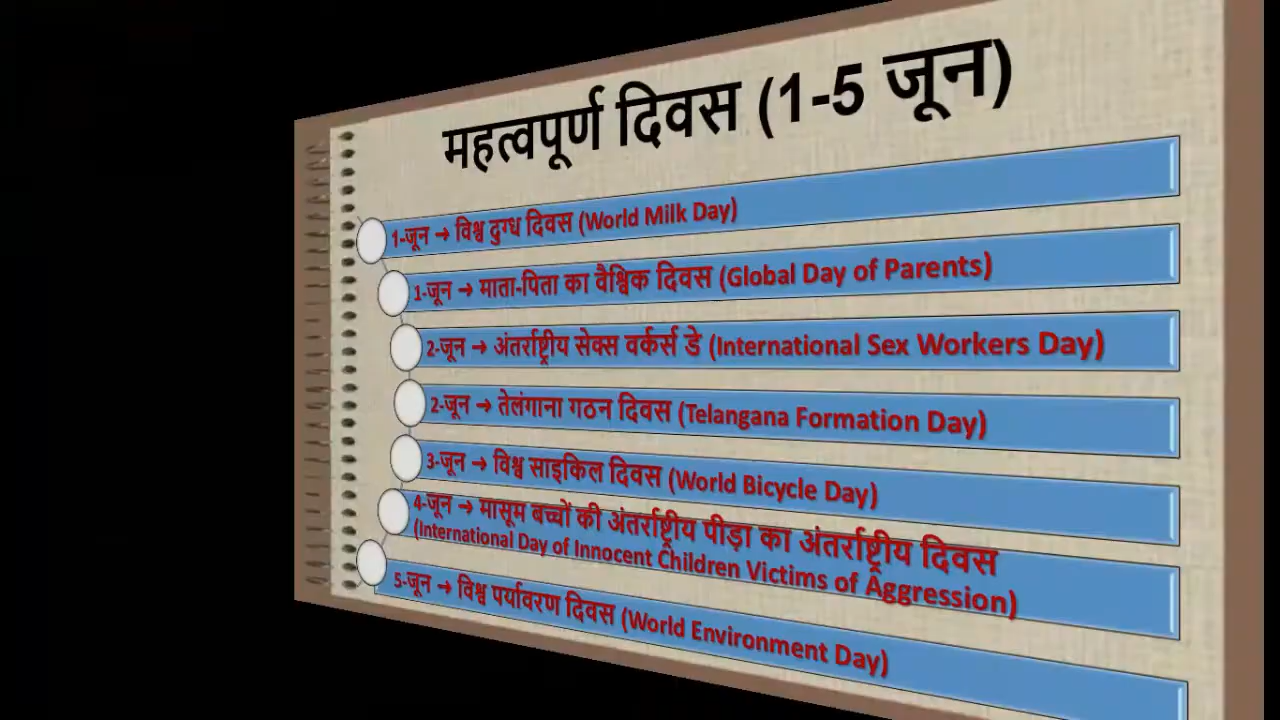 महत्वपूर्ण दिवस (1-5 जून)
1-जून → विश्व दुग्ध दिवस (World Milk Day)
1-जून → माता-पिता का वैश्विक दिवस (Global Day of Parents)
2-जून → अंतर्राष्ट्रीय सेक्स वर्कर्स डे (International Sex Workers Day)
2-जून → तेलंगाना गठन दिवस (Telangana Formation Day)
3-जून → विश्व साइकिल दिवस (World Bicycle Day)
4-जून → मासूम बच्चों की अंतर्राष्ट्रीय पीड़ा का अंतर्राष्ट्रीय दिवस
(International Day of Innocent Children Victims of Aggression)
5-जून → विश्व पर्यावरण दिवस (World Environment Day)